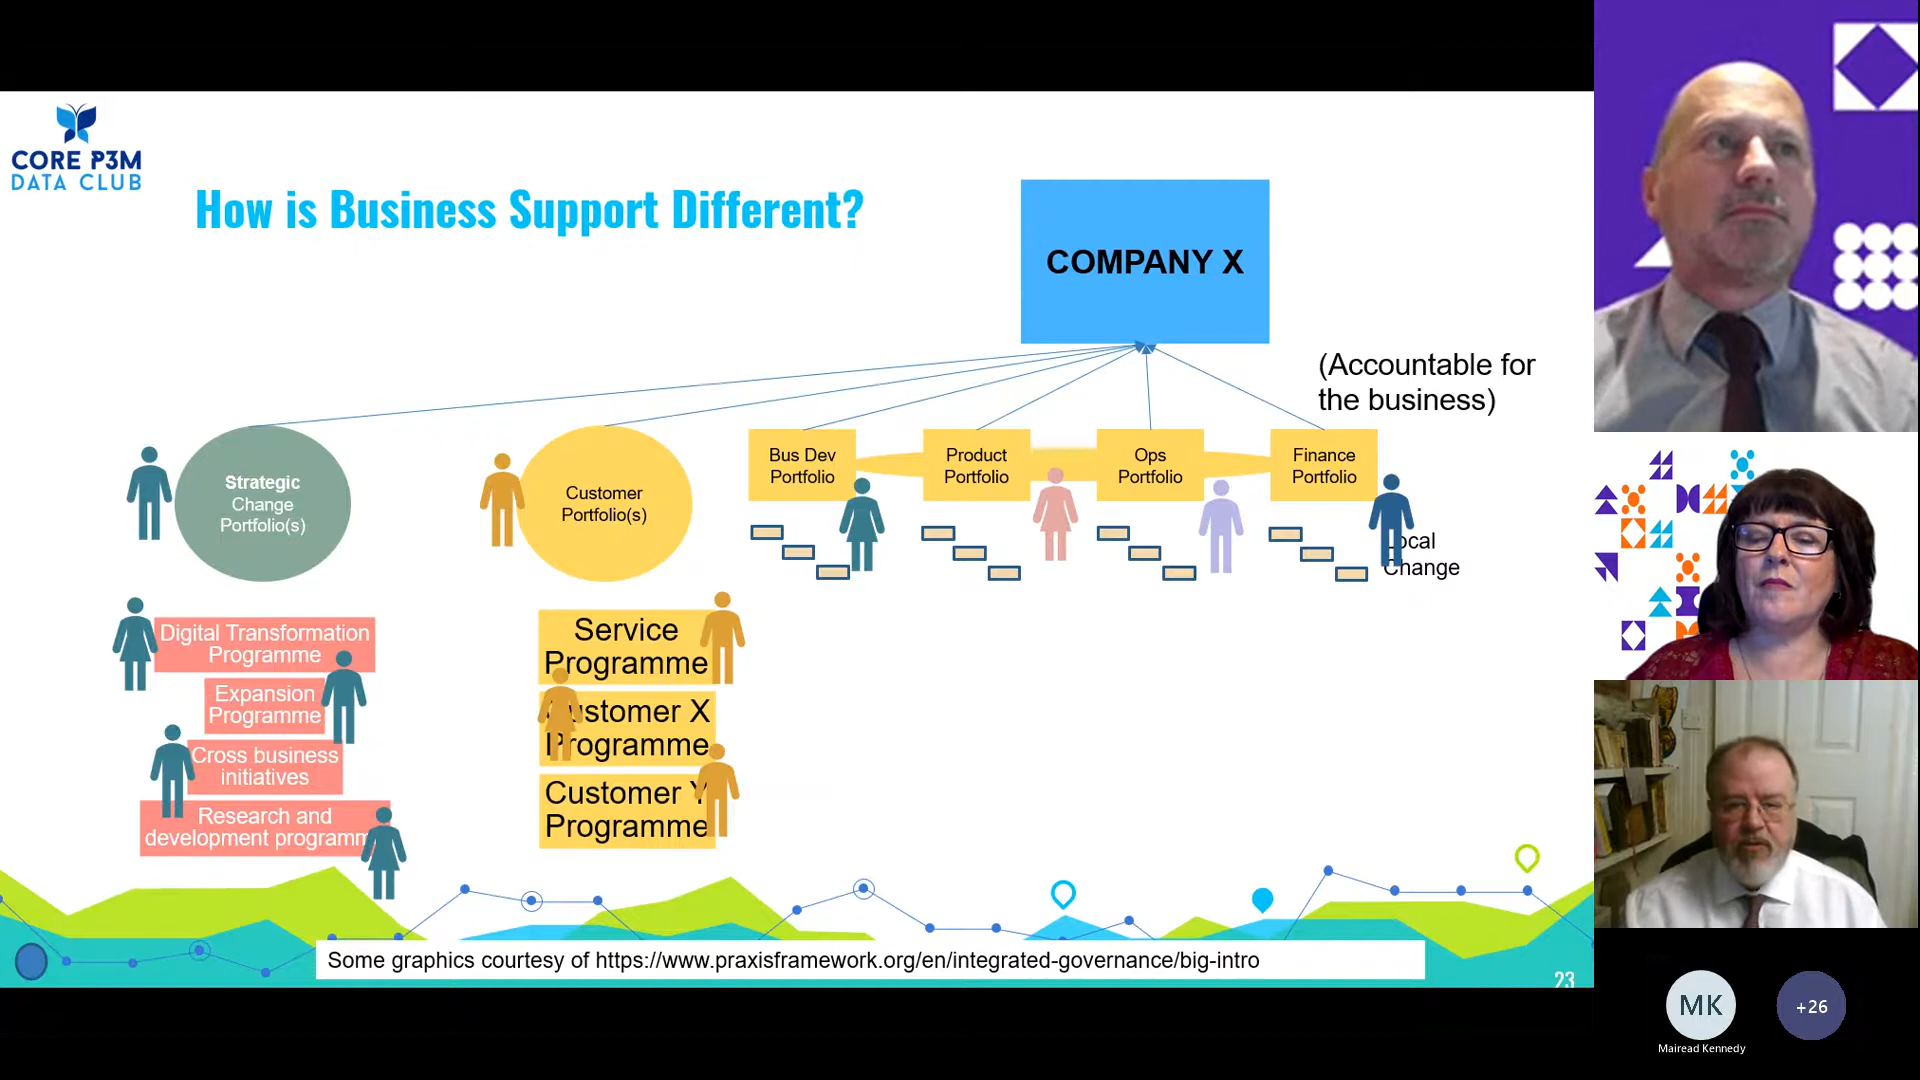 CORE P3M
DATA CLUB
How is Business Support Different?
COMPANY X
(Accountable for
the business)
Strategic
Change
Portfolio(s)
Customer
Portfolio(s)
Bus Dev
Portfolio
Product
Portfolio
Ops
Portfolio
Finance
Portfolio
Local
Change
Digital Transformation
Programme
Expansion
Programme
Cross business
initiatives
Research and
development programm
Service
Programme
Customer X
Programme
Customer Y
Programme
Some graphics courtesy of https://www.praxisframework.org/en/integrated-governance/big-intro
23
MK
+26
Mairead Kennedy